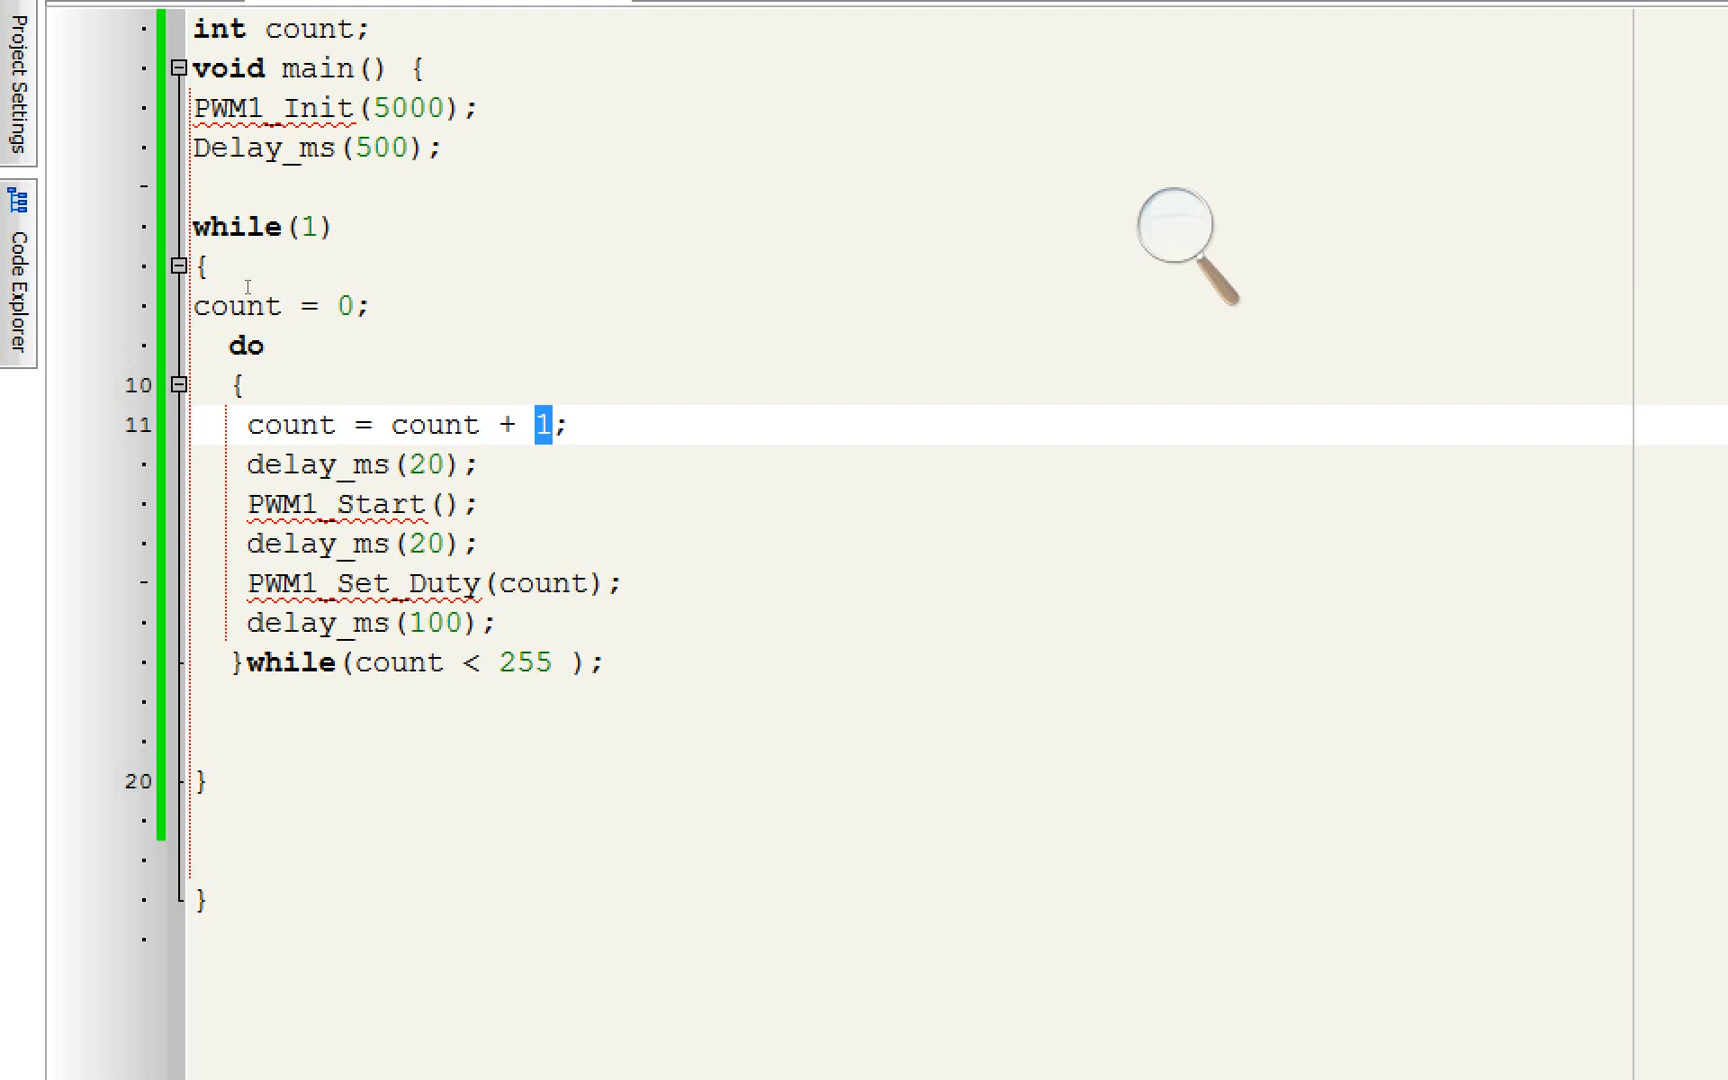 Project Settings
Code Explorer
int count;
void main() {
PWM1_Init(5000);
Delay_ms(500);
while(1)
{
count = 0;
do
10 {
11 count = count + 1;
delay_ms(20);
PWM1_Start();
delay_ms(20);
PWM1_Set_Duty(count);
delay_ms(100);
}while(count < 255 );
20 }
}